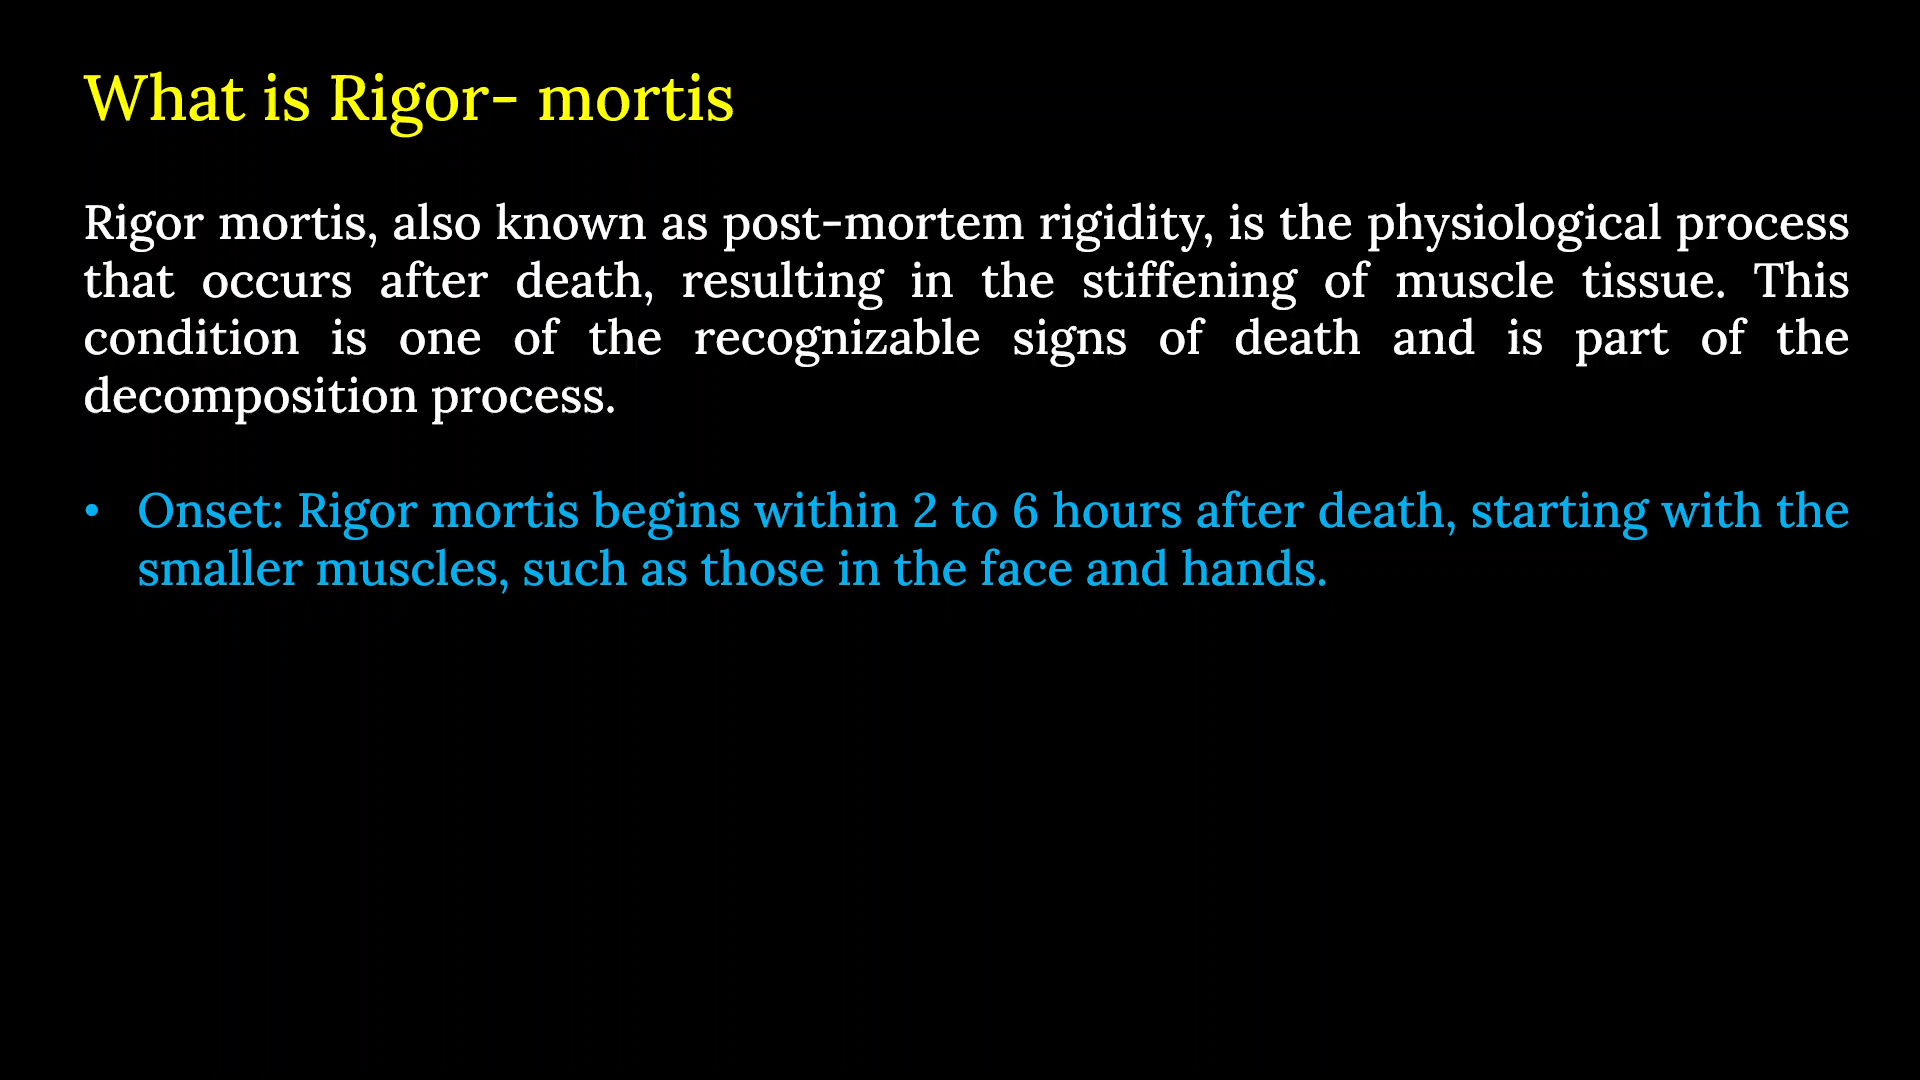 What is Rigor- mortis
Rigor mortis, also known as post-mortem rigidity, is the physiological process
that occurs after death, resulting in the stiffening of muscle tissue. This
condition is one of the recognizable signs of death and is part of the
decomposition process.
• Onset: Rigor mortis begins within 2 to 6 hours after death, starting with the
smaller muscles, such as those in the face and hands.